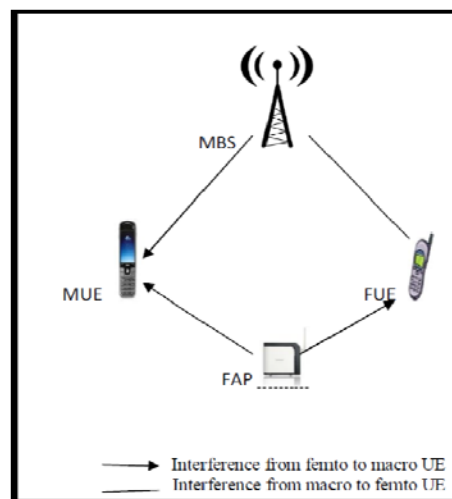 MBS
MUE
FUE
FAP
Interference from femto to macro UE
Interference from macro to femto UE